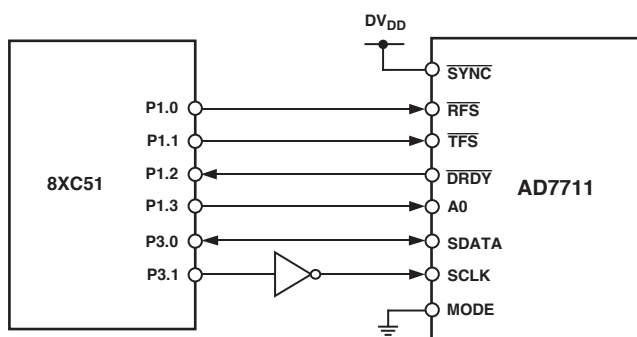 DVDD
SYNC
P1.0
RFS
P1.1
TFS
P1.2
DRDY
8XC51
AD7711
P1.3
A0
P3.0
SDATA
P3.1
SCLK
MODE